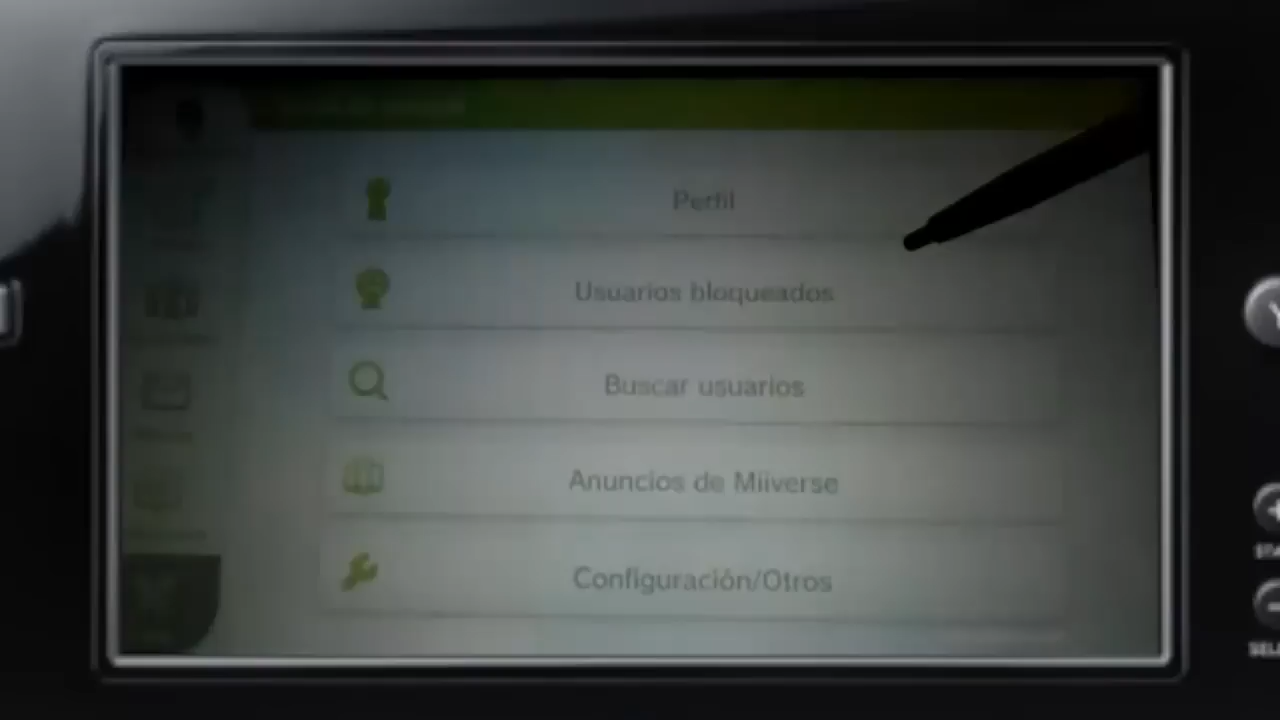 Perfil
Usuarios bloqueados
Buscar usuarios
Anuncios de Miiverse
Configuración/Otros
Y